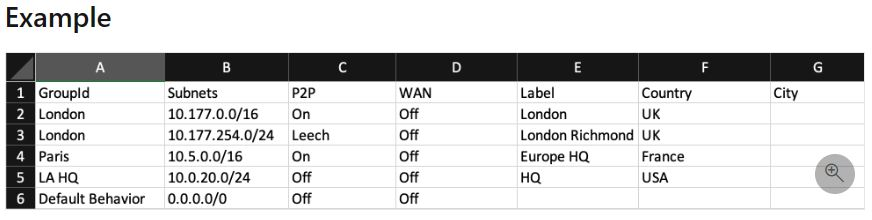 Example
A B C D E F G
1 GroupId Subnets P2P WAN Label Country City
2 London 10.177.0.0/16 On Off London UK
3 London 10.177.254.0/24 Leech Off London Richmond UK
4 Paris 10.5.0.0/16 On Off Europe HQ France
5 LA HQ 10.0.20.0/24 Off Off HQ USA
6 Default Behavior 0.0.0.0/0 Off Off